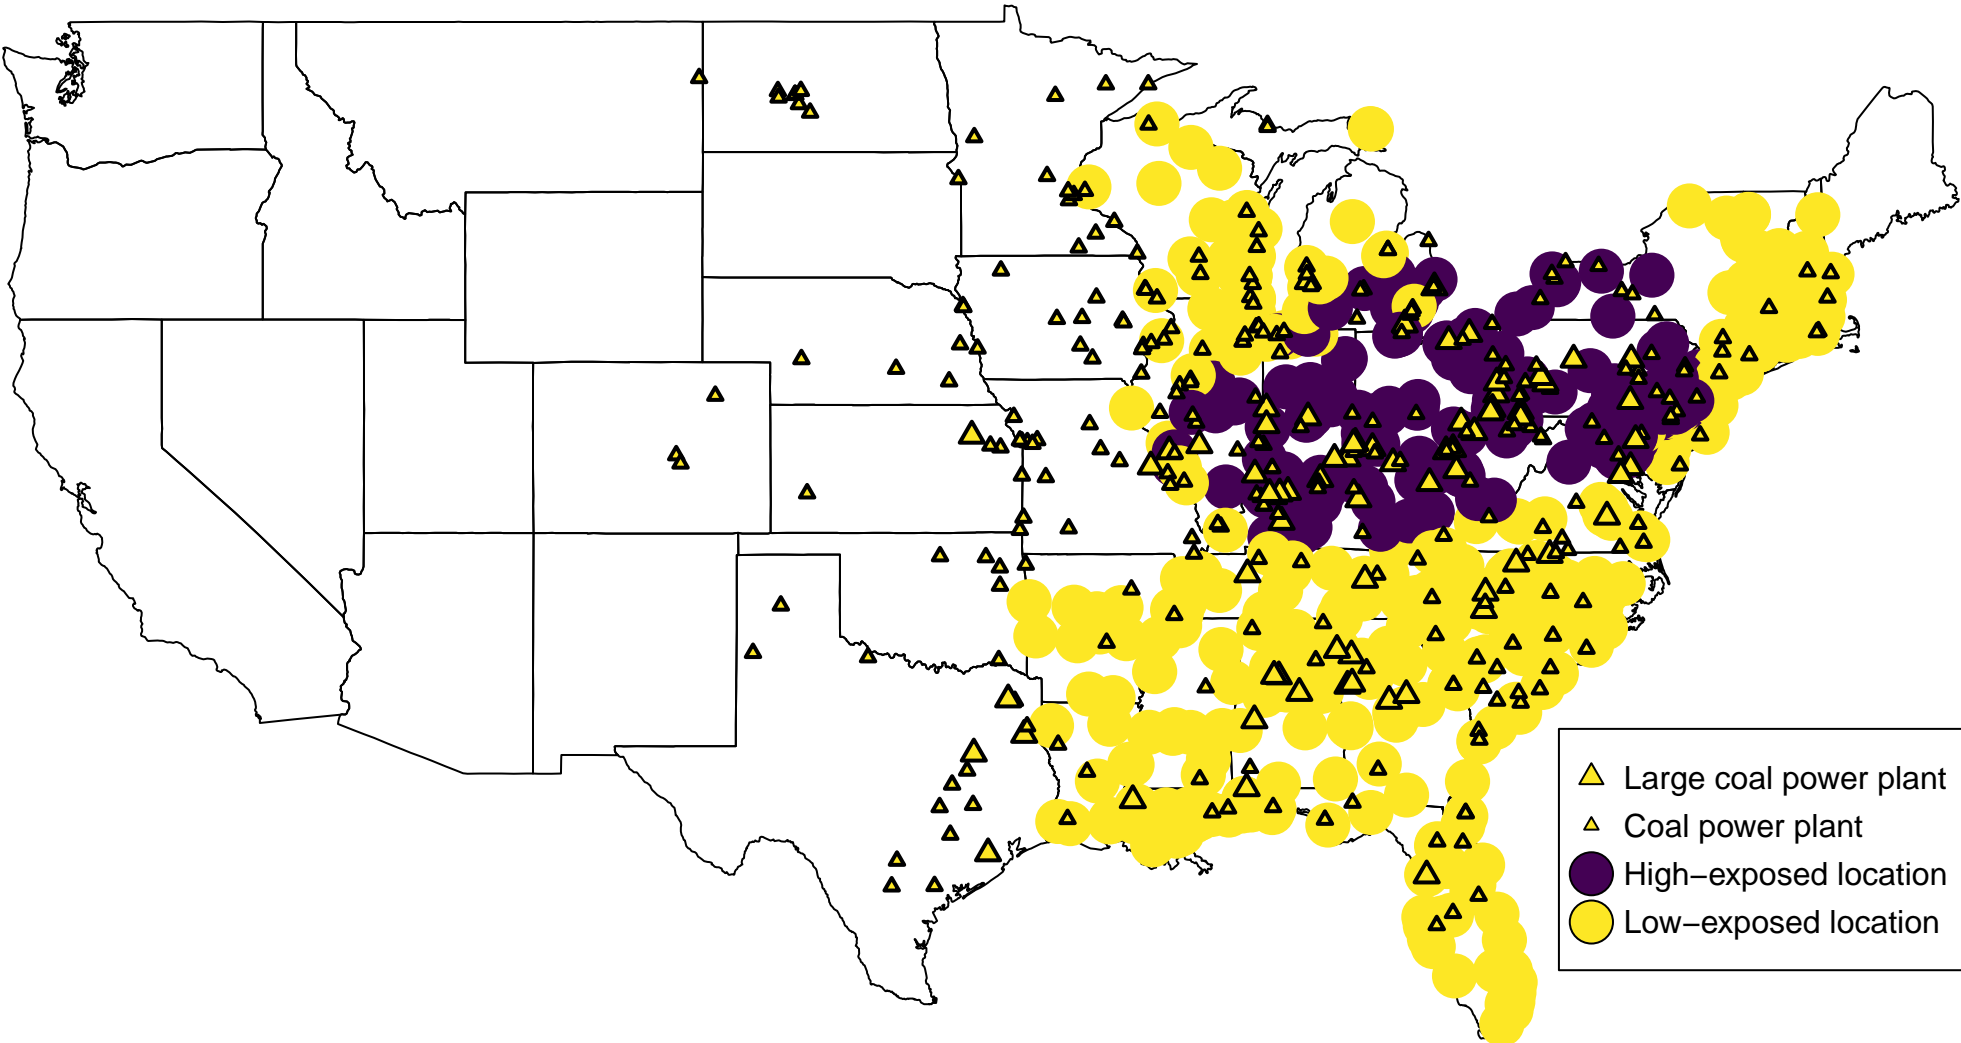 Large coal power plant
Coal power plant
High−exposed location
Low−exposed location